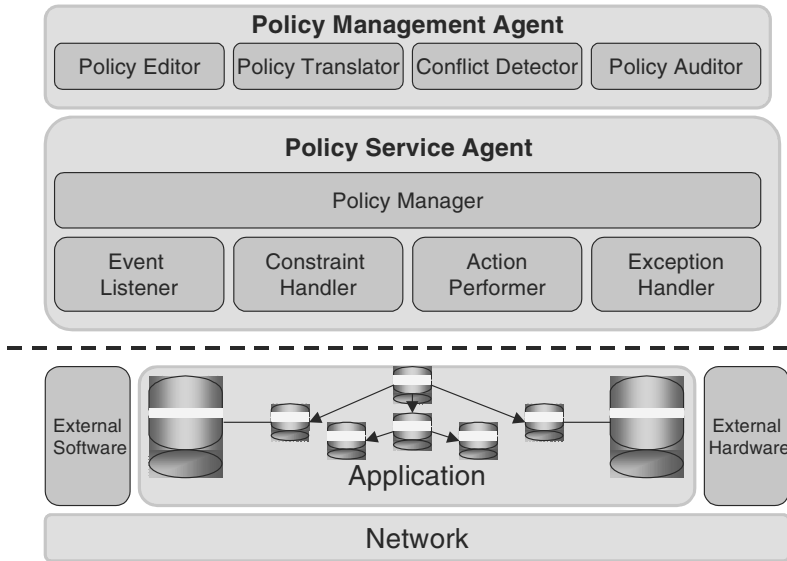 Policy Management Agent
Policy Editor
Policy Translator
Conflict Detector
Policy Auditor
Policy Service Agent
Policy Manager
Event
Listener
Constraint
Handler
Action
Performer
Exception
Handler
External
Software
Application
External
Hardware
Network